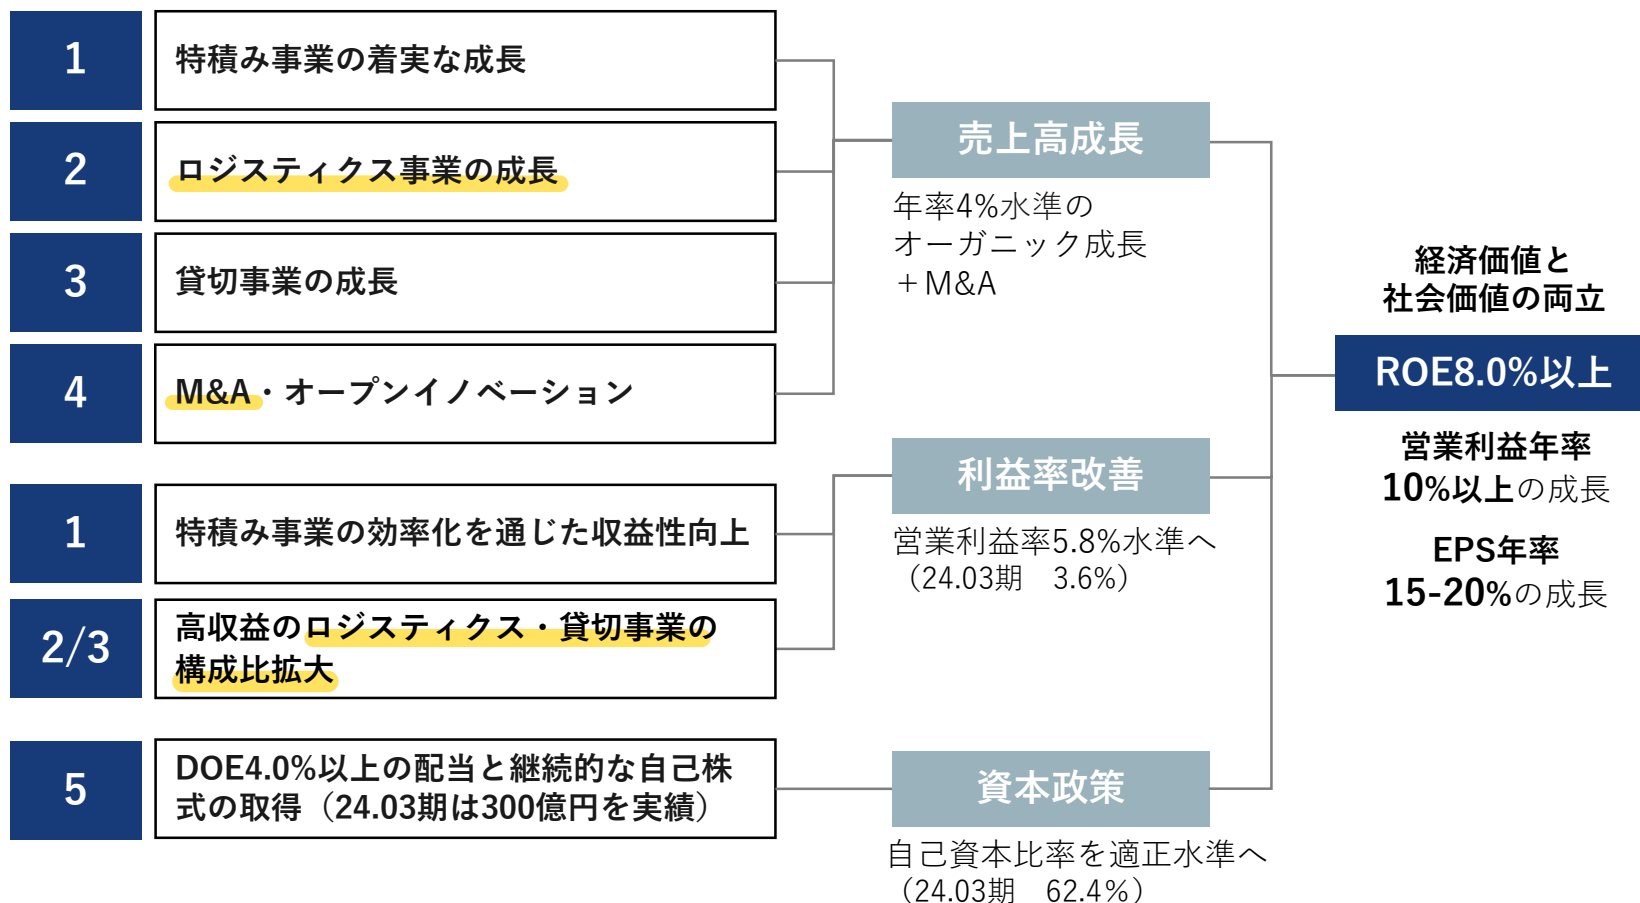 1
特積み事業の着実な成長
2
ロジスティクス事業の成長
3
貸切事業の成長
4
M&A・オープンイノベーション
1
特積み事業の効率化を通じた収益性向上
2/3
高収益のロジスティクス・貸切事業の
構成比拡大
5
DOE4.0%以上の配当と継続的な自己株
式の取得（24.03期は300億円を実績）
売上高成長
年率4%水準の
オーガニック成長
＋M&A
利益率改善
営業利益率5.8%水準へ
（24.03期　3.6%）
資本政策
自己資本比率を適正水準へ
（24.03期　62.4%）
経済価値と
社会価値の両立
ROE8.0%以上
営業利益年率
10%以上の成長
EPS年率
15-20%の成長